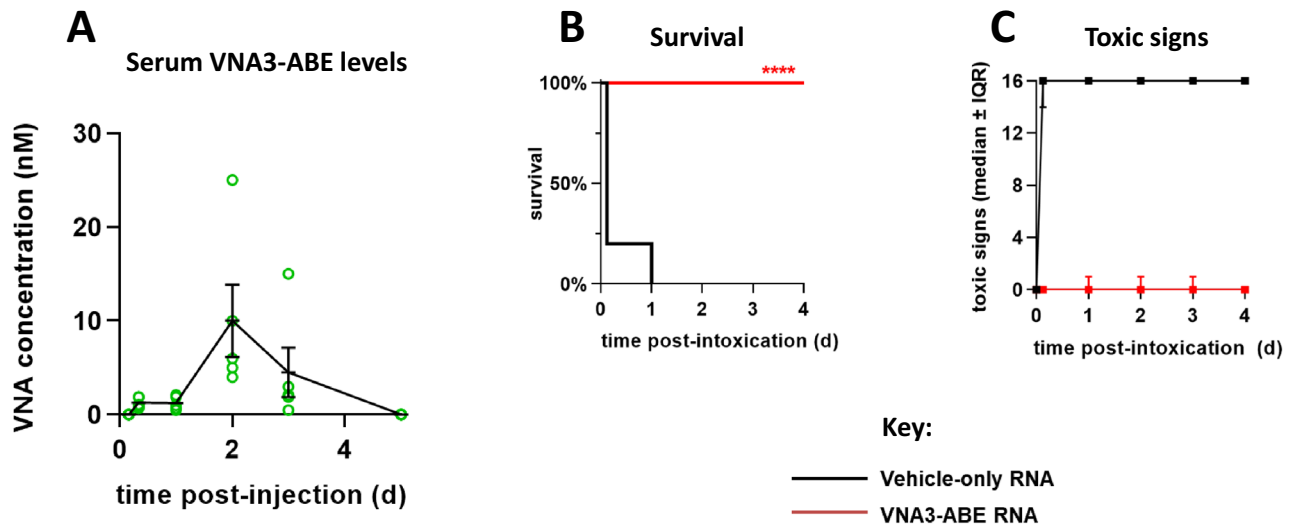 A
Serum VNA3-ABE levels
VNA concentration (nM)
30
20
10
0
0
2
4
time post-injection (d)
B
Survival
survival
100%
50%
0%
****
0
1
2
3
4
time post-intoxication (d)
C
Toxic signs
toxic signs (median ± IQR)
16
12
8
4
0
0
1
2
3
4
time post-intoxication (d)
Key:
Vehicle-only RNA
VNA3-ABE RNA